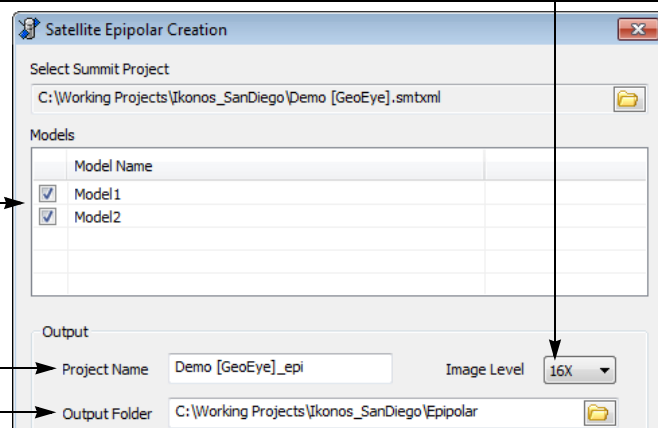 Satellite Epipolar Creation
Select Summit Project
C:\Working Projects\Ikonos_SanDiego\Demo [GeoEye].smtxml
Models
Model Name
Model1
Model2
Output
Project Name Demo [GeoEye]_epi Image Level 16X
Output Folder C:\Working Projects\Ikonos_SanDiego\Epipolar